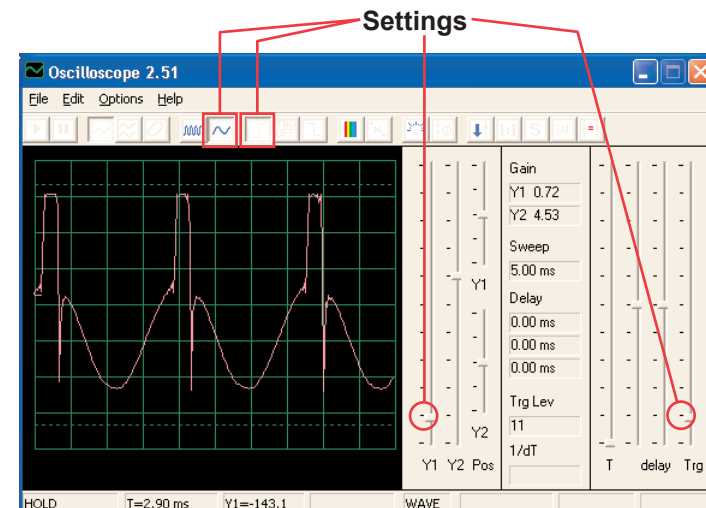 Settings
Oscilloscope 2.51
File Edit Options Help
Gain
Y1 0.72
Y2 4.53
Sweep
5.00 ms
Y1
Delay
0.00 ms
0.00 ms
0.00 ms
Trg Lev
11
Y2
1/dT
Y1 Y2 Pos
T delay Trg
HOLD T=2.90 ms Y1=-143.1 WAVE